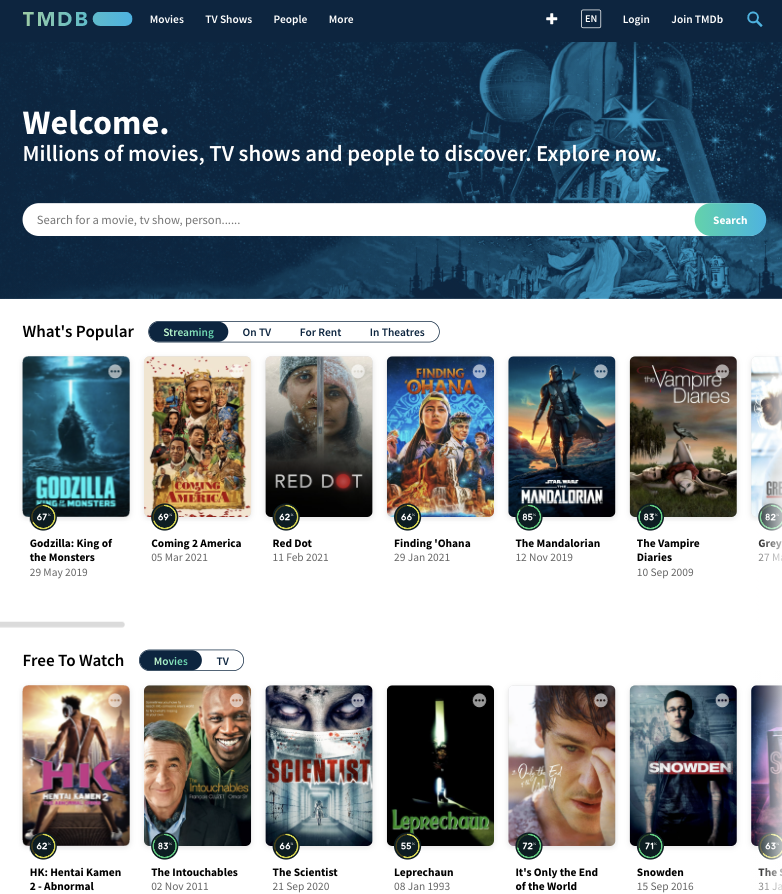 TMDB
Movies TV Shows People More
EN Login Join TMDb
Welcome.
Millions of movies, TV shows and people to discover. Explore now.
Search for a movie, tv show, person......
Search
What's Popular
Streaming On TV For Rent In Theatres
GODZILLA
KING OF THE MONSTERS
COMING 2 AMERICA
RED DOT
FINDING 'OHANA
STAR WARS
THE MANDALORIAN
the Vampire Diaries
GRE
67% 69% 62% 66% 85% 83% 82%
Godzilla: King of the Monsters
29 May 2019
Coming 2 America
05 Mar 2021
Red Dot
11 Feb 2021
Finding 'Ohana
29 Jan 2021
The Mandalorian
12 Nov 2019
The Vampire Diaries
10 Sep 2009
Grey
27 M
Free To Watch
Movies TV
HK
HENTAI KAMEN 2
The Intouchables
THE SCIENTIST
Leprechaun
It's Only the End of the World
SNOWDEN
62% 83% 66% 55% 72% 71% 63%
HK: Hentai Kamen 2 - Abnormal
The Intouchables
02 Nov 2011
The Scientist
21 Sep 2020
Leprechaun
08 Jan 1993
It's Only the End of the World
Snowden
15 Sep 2016
The
31 J